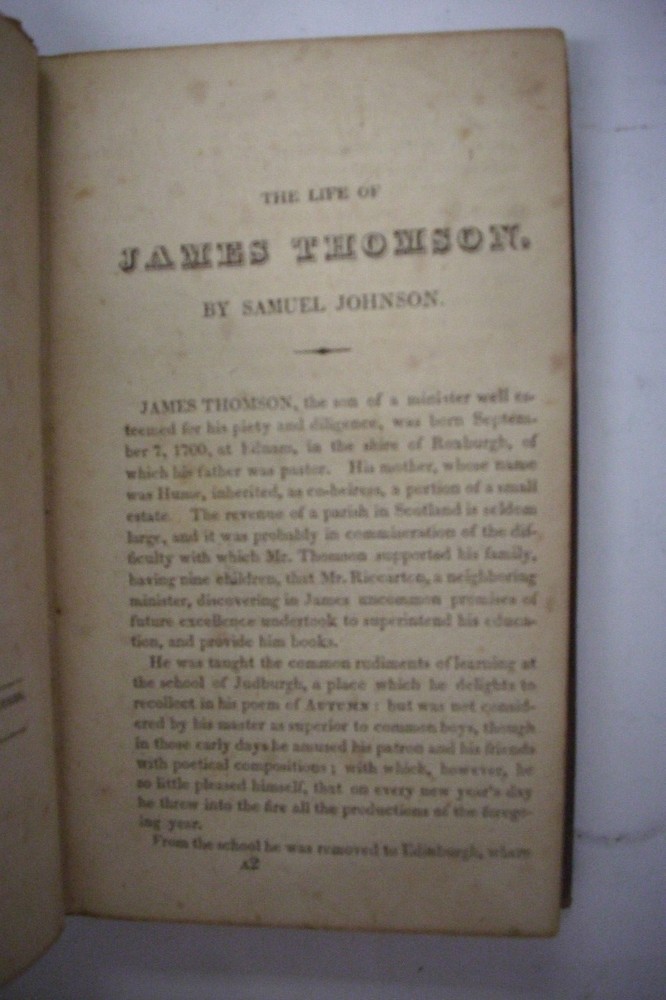 THE LIFE OF
JAMES THOMSON.
BY SAMUEL JOHNSON.
JAMES THOMSON, the son of a minister well es-
teemed for his piety and diligence, was born Septem-
ber 7, 1700, at Ednam, in the shire of Roxburgh, of
which his father was pastor. His mother, whose name
was Hume, inherited, as co-heiress, a portion of a small
estate. The revenue of a parish in Scotland is seldom
large, and it was probably in commiseration of the dif-
ficulty with which Mr. Thomson supported his family,
having nine children, that Mr. Riccarton, a neighboring
minister, discovering in James uncommon promises of
future excellence undertook to superintend his educa-
tion, and provide him books.
He was taught the common rudiments of learning at
the school of Judburgh, a place which he delights to
recollect in his poem of AUTUMN: but was not consid-
ered by his master as superior to common boys, though
in those early days he amused his patron and his friends
with poetical compositions; with which, however, he
so little pleased himself, that on every new year's day
he threw into the fire all the productions of the forego-
ing year.
From the school he was removed to Edinburgh, where
A2